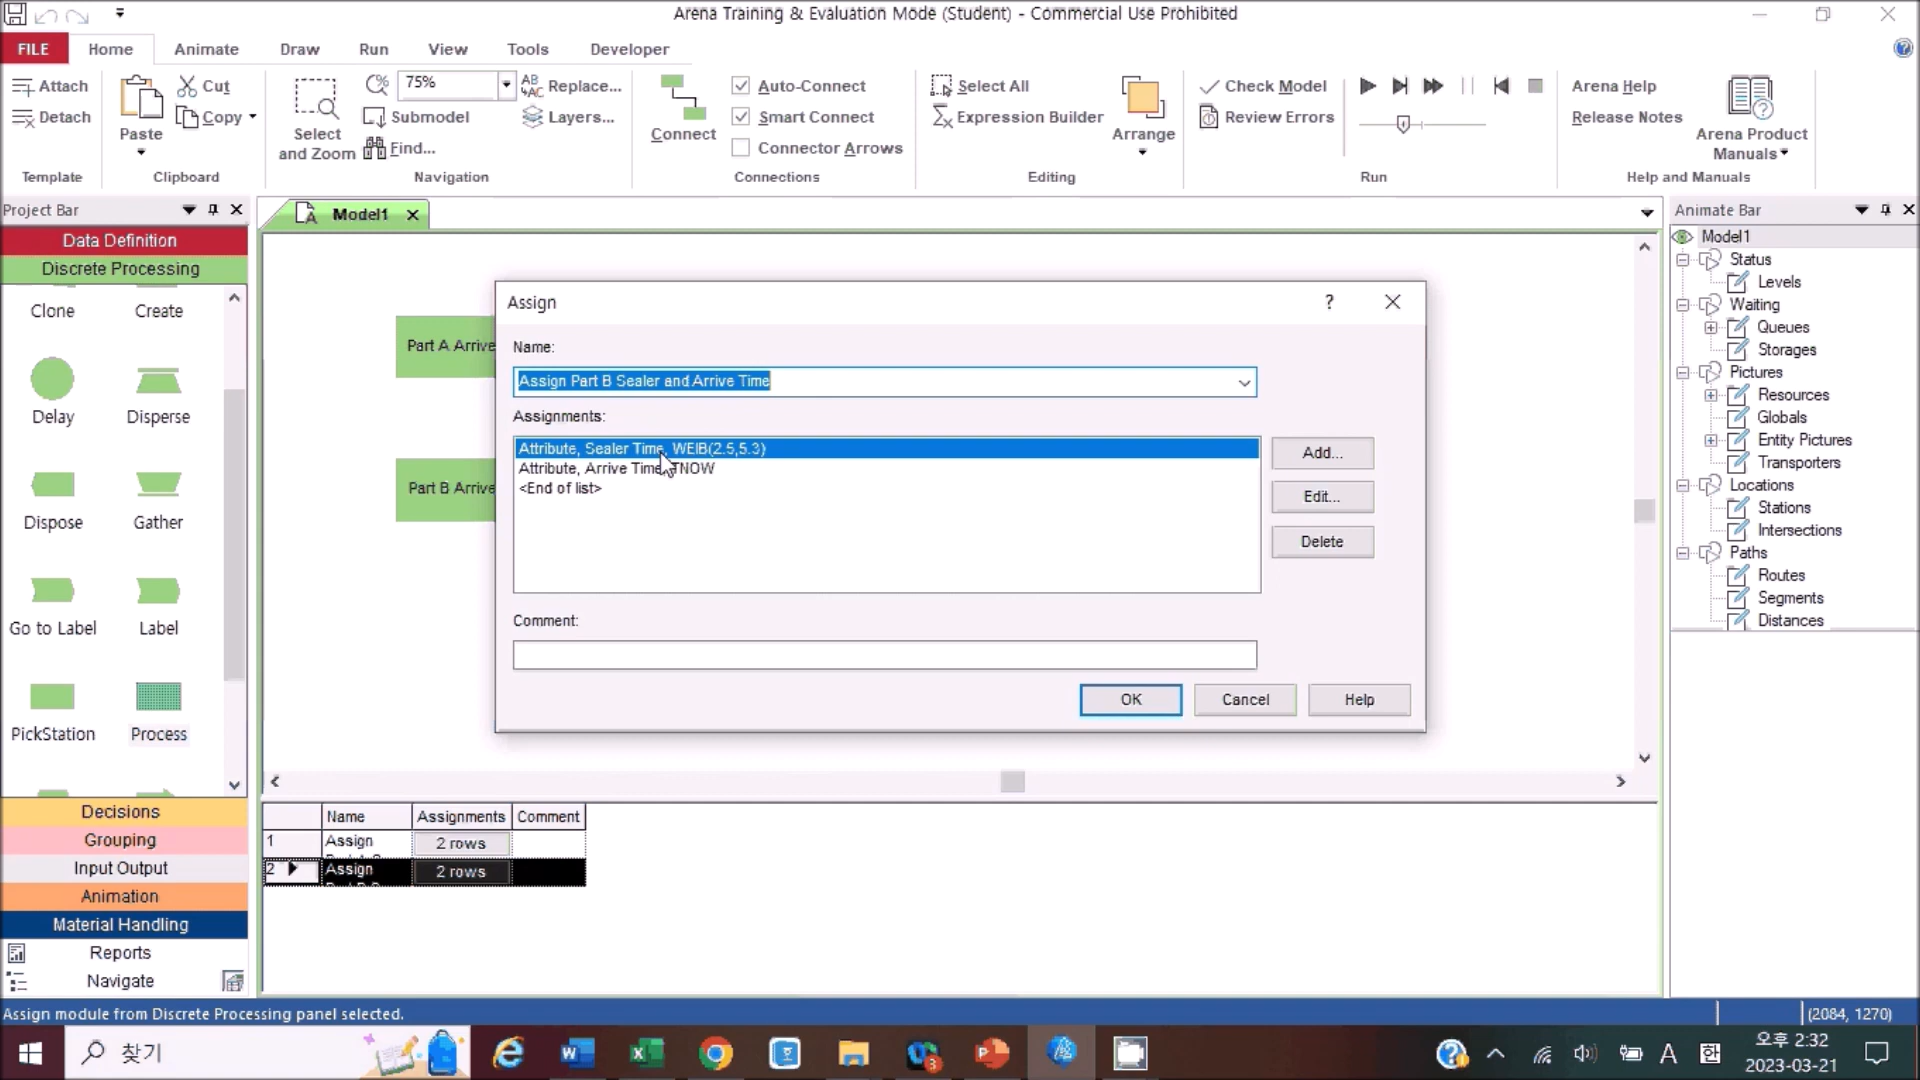 Arena Training & Evaluation Mode (Student) - Commercial Use Prohibited
FILE Home Animate Draw Run View Tools Developer
Attach
Detach
Template
Paste
Cut
Copy
Clipboard
Select
and Zoom
75%
Submodel
Find...
Replace...
Layers...
Navigation
Connect
Auto-Connect
Smart Connect
Connector Arrows
Connections
Select All
Expression Builder
Arrange
Editing
Check Model
Review Errors
Run
Arena Help
Release Notes
Arena Product
Manuals
Help and Manuals
Project Bar
Data Definition
Discrete Processing
Clone Create
Delay Disperse
Dispose Gather
Go to Label Label
PickStation Process
Decisions
Grouping
Input Output
Animation
Material Handling
Reports
Navigate
Model1
Part A Arrive
Part B Arrive
Assign
Name:
Assign Part B Sealer and Arrive Time
Assignments:
Attribute, Sealer Time, WEIB(2.5,5.3)
Attribute, Arrive Time, TNOW
<End of list>
Add...
Edit...
Delete
Comment:
OK Cancel Help
Name Assignments Comment
1 Assign 2 rows
2 Assign 2 rows
Animate Bar
Model1
Status
Levels
Waiting
Queues
Storages
Pictures
Resources
Globals
Entity Pictures
Transporters
Locations
Stations
Intersections
Paths
Routes
Segments
Distances
Assign module from Discrete Processing panel selected.
(2084, 1270)
찾기
3
A 한
오후 2:32
2023-03-21